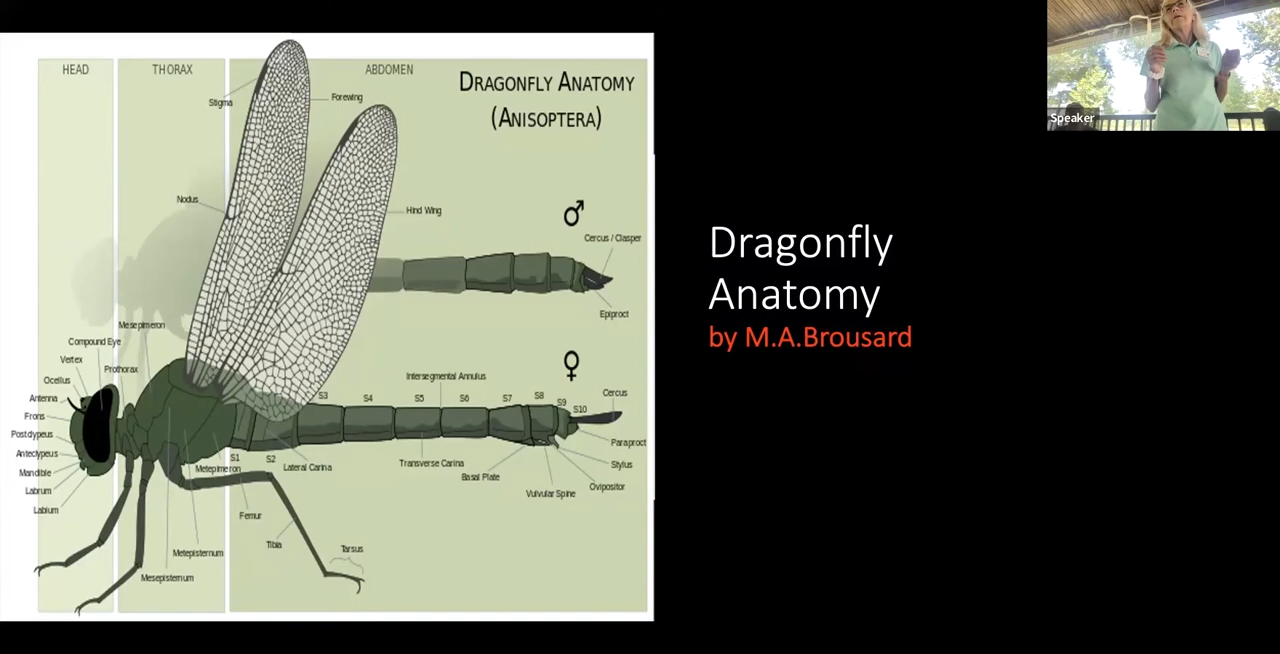 HEAD
THORAX
ABDOMEN
DRAGONFLY ANATOMY
(ANISOPTERA)
Stigma
Forewing
Nodus
Hind Wing
♂
Cercus / Clasper
Epiproct
Mesepimeron
Compound Eye
Vertex
Prothorax
Ocellus
Antenna
Frons
Postclypeus
Anteclypeus
Mandible
Labrum
Labium
♀
Intersegmental Annulus
Cercus
S1
S2
S3
S4
S5
S6
S7
S8
S9
S10
Metepimeron
Lateral Carina
Transverse Carina
Basal Plate
Vulvular Spine
Ovipositor
Stylus
Paraproct
Femur
Tibia
Tarsus
Metepisternum
Mesepisternum
Dragonfly
Anatomy
by M.A.Brousard
Speaker